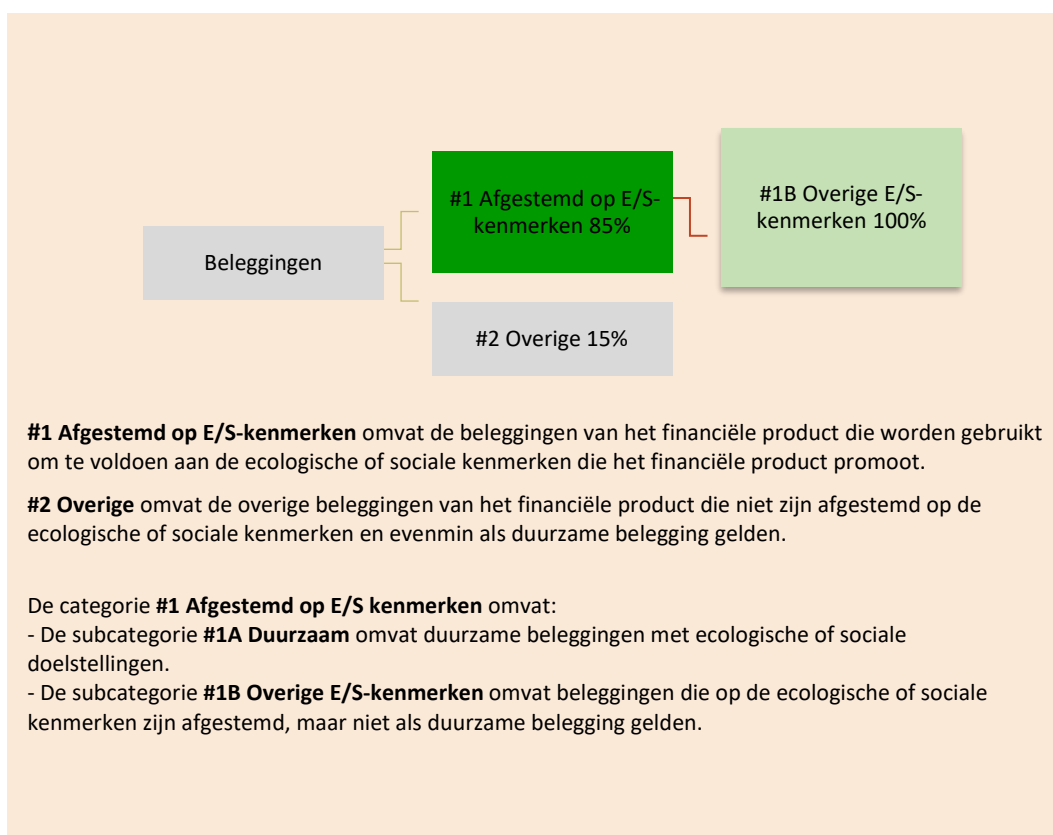 #1 Afgestemd op E/S-
kenmerken 85%
#1B Overige E/S-
kenmerken 100%
Beleggingen
#2 Overige 15%
#1 Afgestemd op E/S-kenmerken omvat de beleggingen van het financiële product die worden gebruikt
om te voldoen aan de ecologische of sociale kenmerken die het financiële product promoot.
#2 Overige omvat de overige beleggingen van het financiële product die niet zijn afgestemd op de
ecologische of sociale kenmerken en evenmin als duurzame belegging gelden.
De categorie #1 Afgestemd op E/S kenmerken omvat:
- De subcategorie #1A Duurzaam omvat duurzame beleggingen met ecologische of sociale
doelstellingen.
- De subcategorie #1B Overige E/S-kenmerken omvat beleggingen die op de ecologische of sociale
kenmerken zijn afgestemd, maar niet als duurzame belegging gelden.